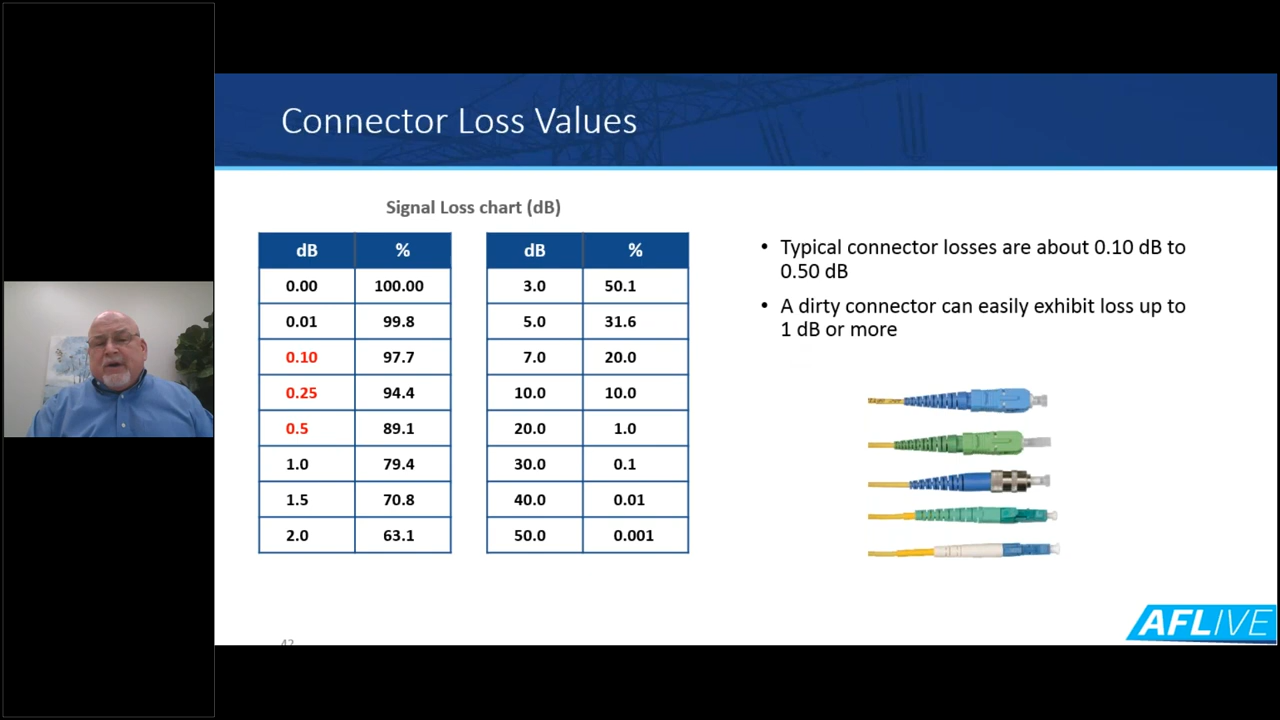 Connector Loss Values
Signal Loss chart (dB)
dB %
0.00 100.00
0.01 99.8
0.10 97.7
0.25 94.4
0.5 89.1
1.0 79.4
1.5 70.8
2.0 63.1
dB %
3.0 50.1
5.0 31.6
7.0 20.0
10.0 10.0
20.0 1.0
30.0 0.1
40.0 0.01
50.0 0.001
• Typical connector losses are about 0.10 dB to
0.50 dB
• A dirty connector can easily exhibit loss up to
1 dB or more
42
AFLIVE